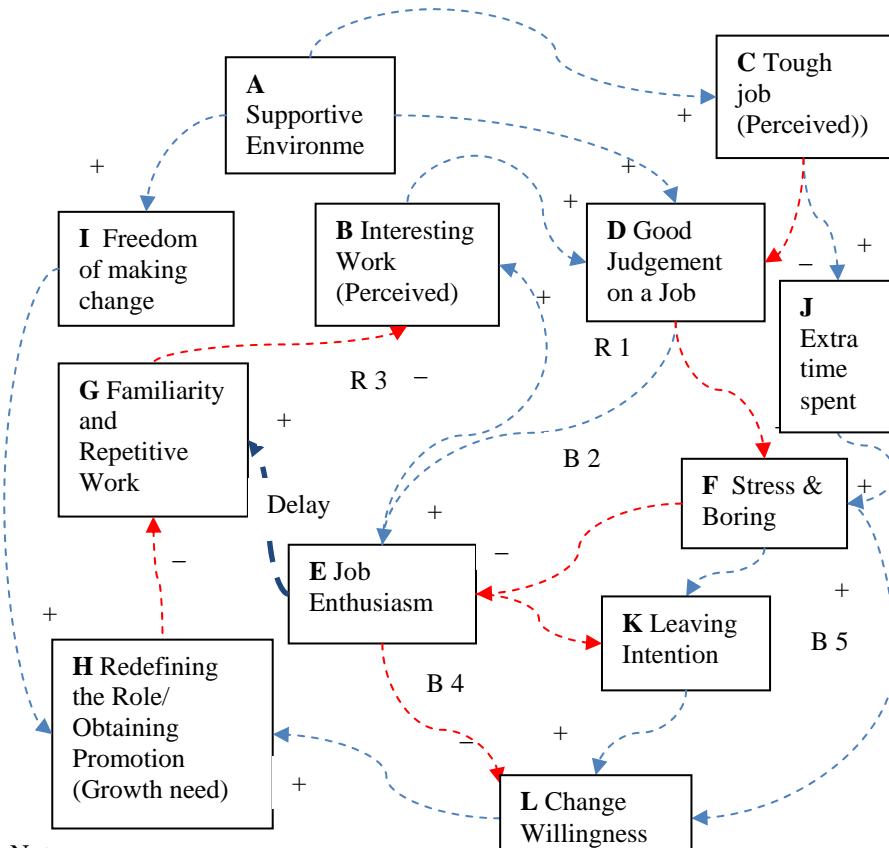 C Tough
job
(Perceived))
A
Supportive
Environme
+
+
+
I Freedom
of making
change
B Interesting
Work
(Perceived)
+
D Good
Judgement
on a Job
+
−
+
J
Extra
time
spent
R 1
R 3
−
G Familiarity
and
Repetitive
Work
+
B 2
Delay
F Stress &
Boring
+
+
−
E Job
Enthusiasm
−
+
K Leaving
Intention
B 5
+
H Redefining
the Role/
Obtaining
Promotion
(Growth need)
B 4
−
+
+
L Change
Willingness